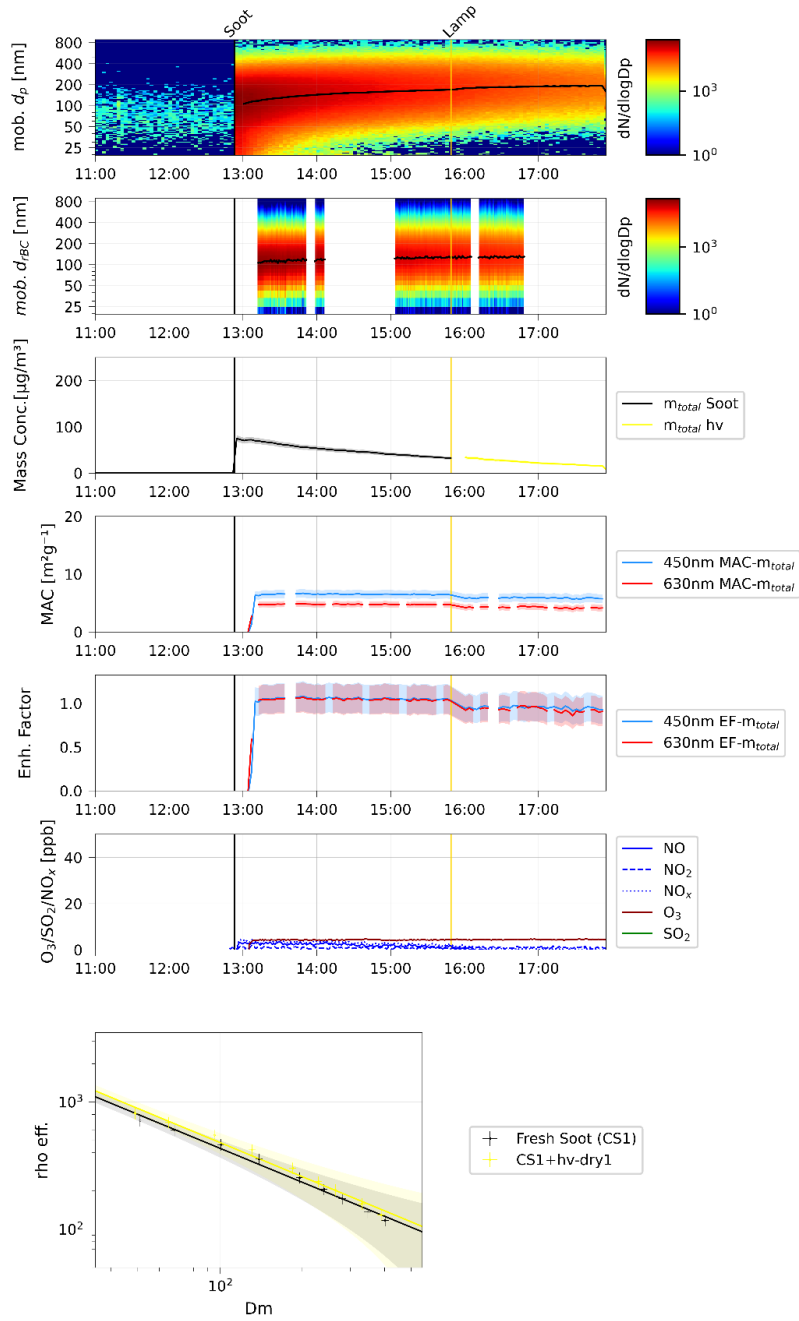 Soot Lamp
mob. dₚ [nm]
800
400
200
100
50
25
11:00 12:00 13:00 14:00 15:00 16:00 17:00
dN/dlogDp
10³
10⁰
mob. d_rBC [nm]
800
400
200
100
50
25
11:00 12:00 13:00 14:00 15:00 16:00 17:00
dN/dlogDp
10³
10⁰
Mass Conc.[µg/m³]
200
100
0
11:00 12:00 13:00 14:00 15:00 16:00 17:00
m_total Soot
m_total hv
MAC [m²g⁻¹]
20
10
0
11:00 12:00 13:00 14:00 15:00 16:00 17:00
450nm MAC-m_total
630nm MAC-m_total
Enh. Factor
1.0
0.5
0.0
11:00 12:00 13:00 14:00 15:00 16:00 17:00
450nm EF-m_total
630nm EF-m_total
O₃/SO₂/NOₓ [ppb]
40
20
0
11:00 12:00 13:00 14:00 15:00 16:00 17:00
NO
NO₂
NOₓ
O₃
SO₂
rho eff.
10³
10²
10²
Dm
Fresh Soot (CS1)
CS1+hv-dry1